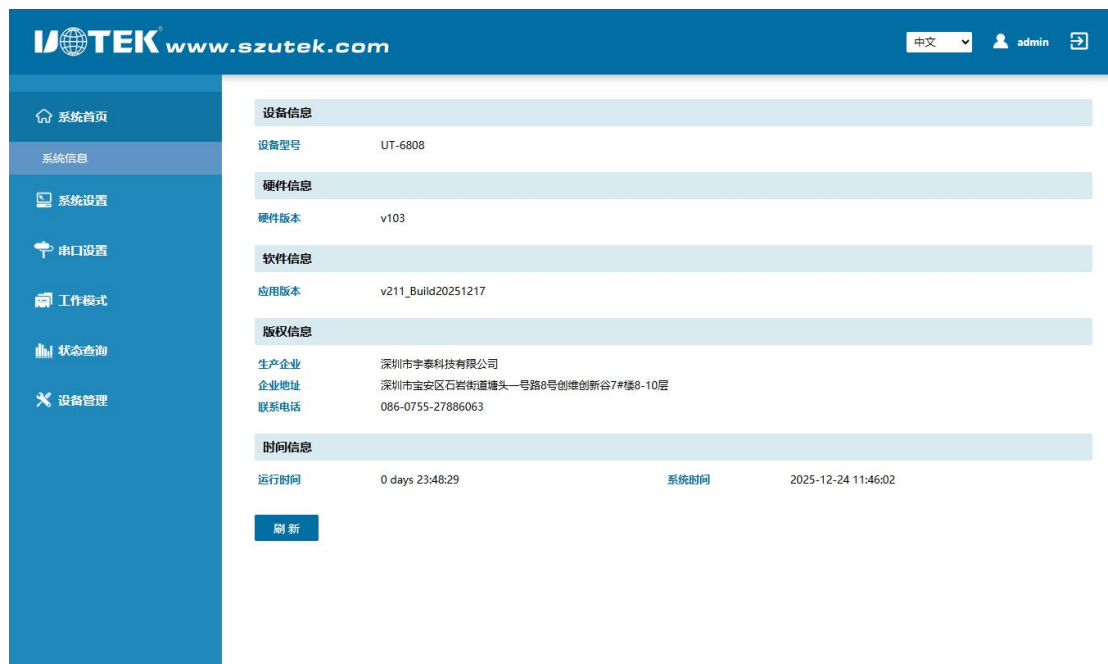 UTEK www.szutek.com
中文 admin
系统首页
系统信息
系统设置
串口设置
工作模式
状态查询
设备管理
设备信息
设备型号 UT-6808
硬件信息
硬件版本 v103
软件信息
应用版本 v211_Build20251217
版权信息
生产企业 深圳市宇泰科技有限公司
企业地址 深圳市宝安区石岩街道塘头一号路8号创维创新谷7#楼8-10层
联系电话 086-0755-27886063
时间信息
运行时间 0 days 23:48:29 系统时间 2025-12-24 11:46:02
刷新